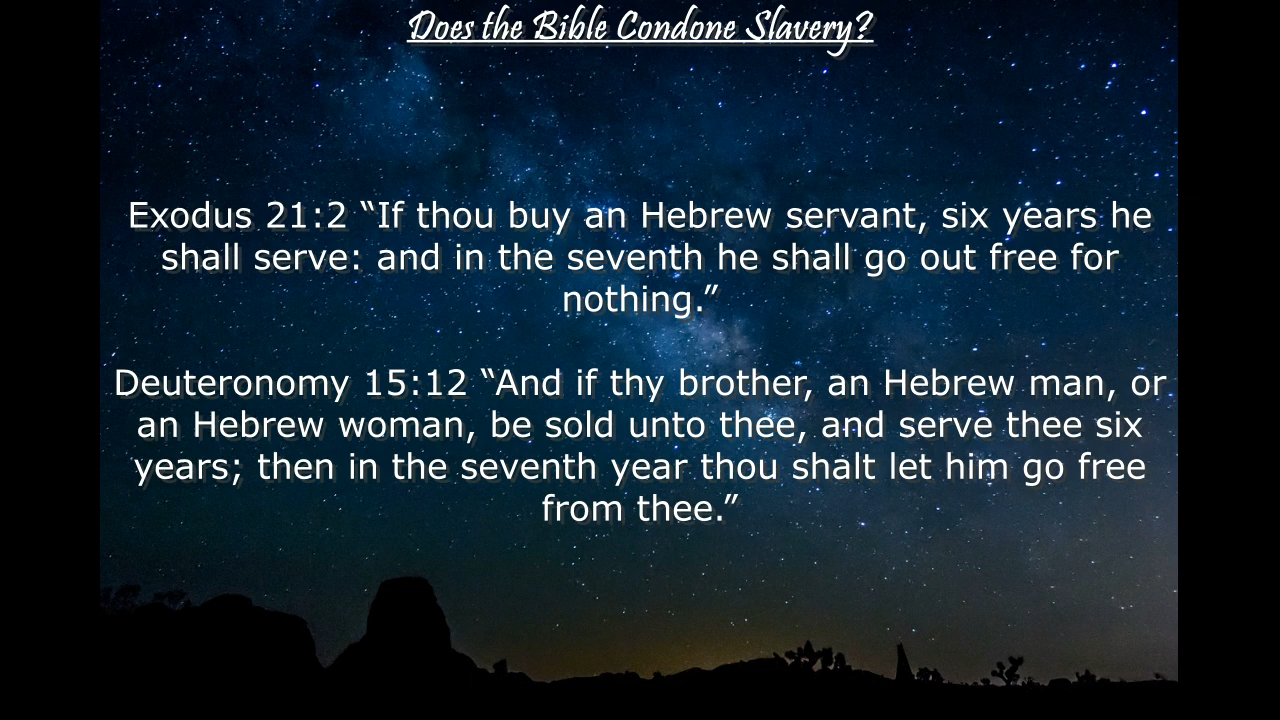 Does the Bible Condone Slavery?
Exodus 21:2 “If thou buy an Hebrew servant, six years he
shall serve: and in the seventh he shall go out free for
nothing.”
Deuteronomy 15:12 “And if thy brother, an Hebrew man, or
an Hebrew woman, be sold unto thee, and serve thee six
years; then in the seventh year thou shalt let him go free
from thee.”